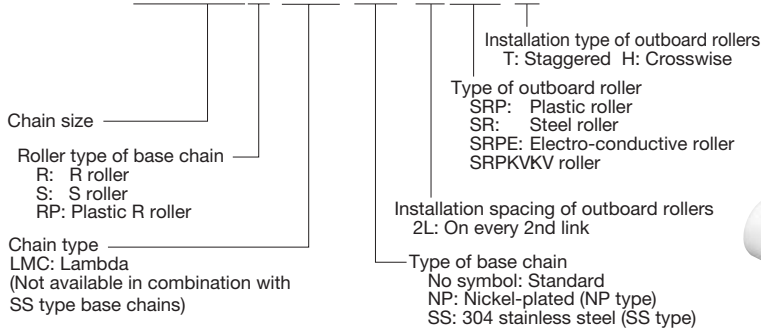 Installation type of outboard rollers
T: Staggered H: Crosswise
Type of outboard roller
SRP: Plastic roller
SR: Steel roller
SRPE: Electro-conductive roller
SRPKV: KV roller
Chain size
Roller type of base chain
R: R roller
S: S roller
RP: Plastic R roller
Installation spacing of outboard rollers
2L: On every 2nd link
Chain type
LMC: Lambda
(Not available in combination with
SS type base chains)
Type of base chain
No symbol: Standard
NP: Nickel-plated (NP type)
SS: 304 stainless steel (SS type)